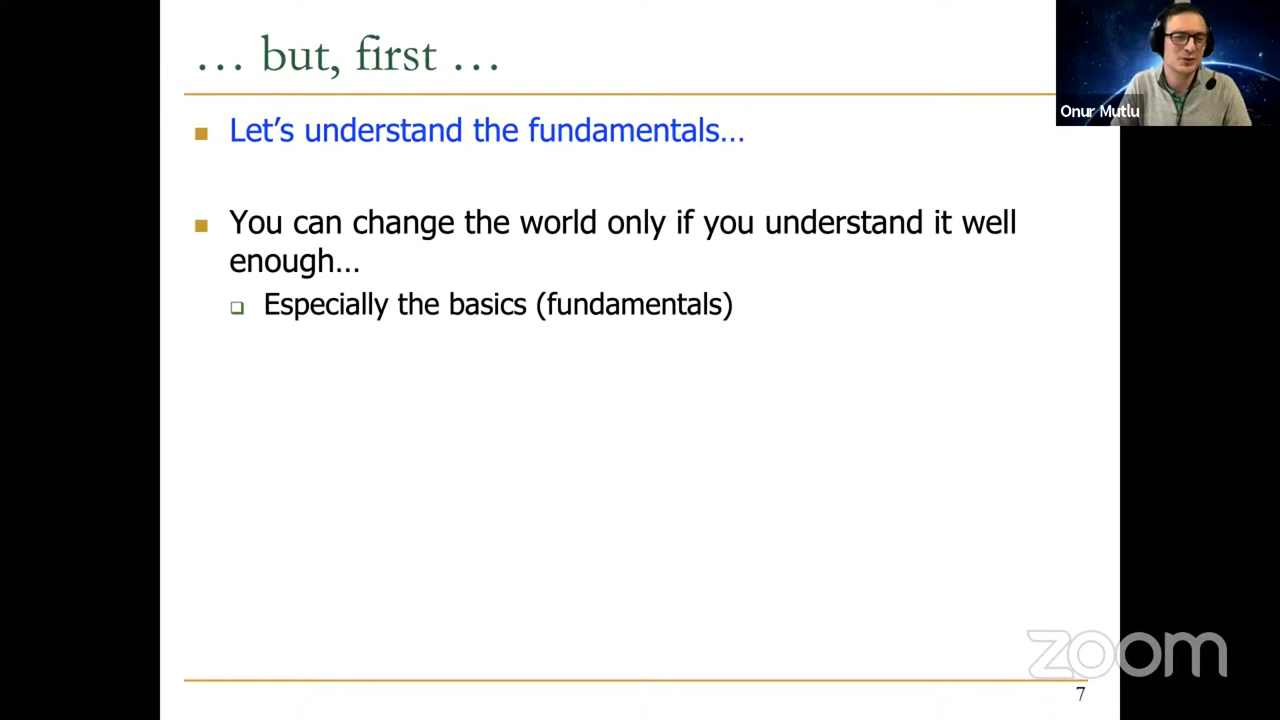 … but, first …
Onur Mutlu
Let’s understand the fundamentals…
You can change the world only if you understand it well
enough…
Especially the basics (fundamentals)
zoom
7